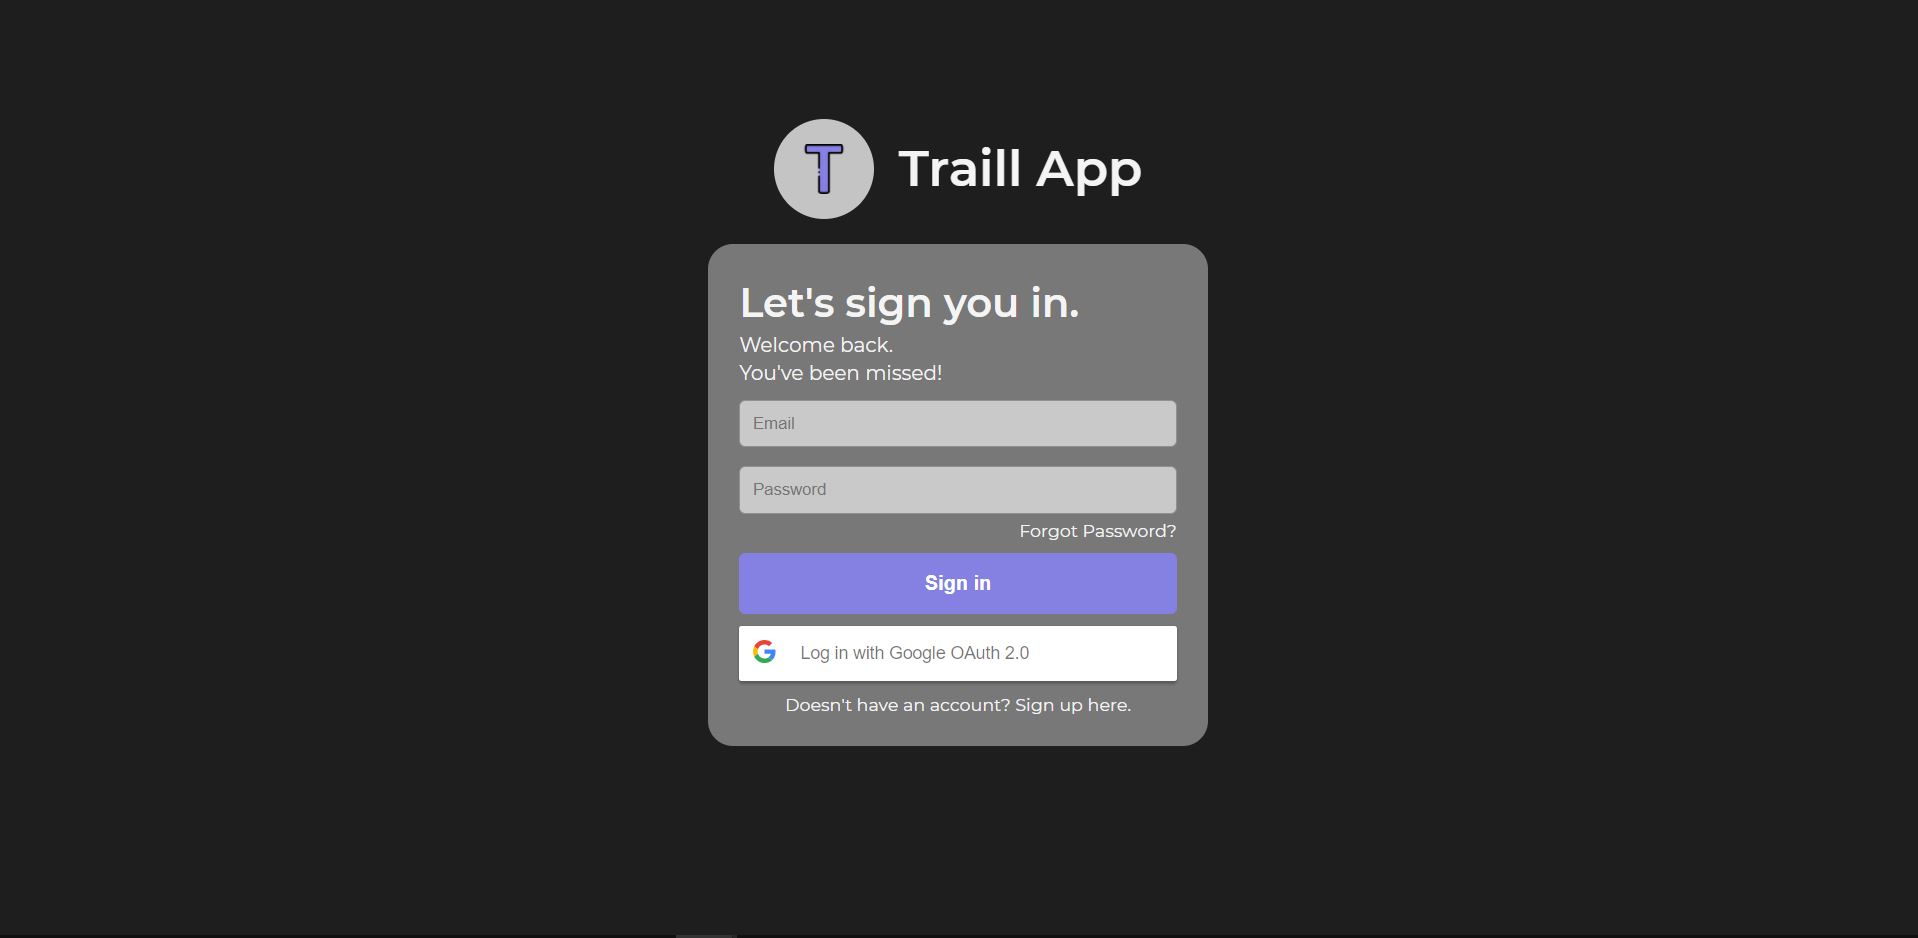 T
Traill App
Let's sign you in.
Welcome back.
You've been missed!
Email
Password
Forgot Password?
Sign in
G
Log in with Google OAuth 2.0
Doesn't have an account? Sign up here.